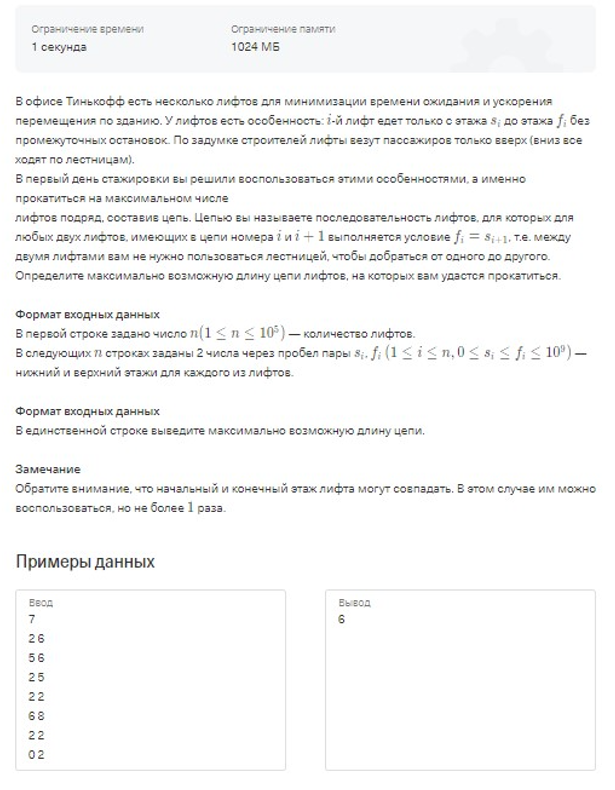 Ограничение времени
Ограничение памяти
1 секунда
1024 МБ
В офисе Тинькофф есть несколько лифтов для минимизации времени ожидания и ускорения
перемещения по зданию. У лифтов есть особенность: i-й лифт едет только с этажа s_i до этажа f_i без
промежуточных остановок. По задумке строителей лифты везут пассажиров только вверх (вниз все
ходят по лестницам).
В первый день стажировки вы решили воспользоваться этими особенностями, а именно
прокатиться на максимальном числе
лифтов подряд, составив цепь. Цепью вы называете последовательность лифтов, для которых для
любых двух лифтов, имеющих в цепи номера i и i + 1 выполняется условие f_i = s_{i+1}, т.е. между
двумя лифтами вам не нужно пользоваться лестницей, чтобы добраться от одного до другого.
Определите максимально возможную длину цепи лифтов, на которых вам удастся прокатиться.
Формат входных данных
В первой строке задано число n(1 ≤ n ≤ 10^5) — количество лифтов.
В следующих n строках заданы 2 числа через пробел пары s_i, f_i (1 ≤ i ≤ n, 0 ≤ s_i ≤ f_i ≤ 10^9) —
нижний и верхний этажи для каждого из лифтов.
Формат входных данных
В единственной строке выведите максимально возможную длину цепи.
Замечание
Обратите внимание, что начальный и конечный этаж лифта могут совпадать. В этом случае им можно
воспользоваться, но не более 1 раза.
Примеры данных
Ввод
7
2 6
5 6
2 5
2 2
6 8
2 2
0 2
Вывод
6